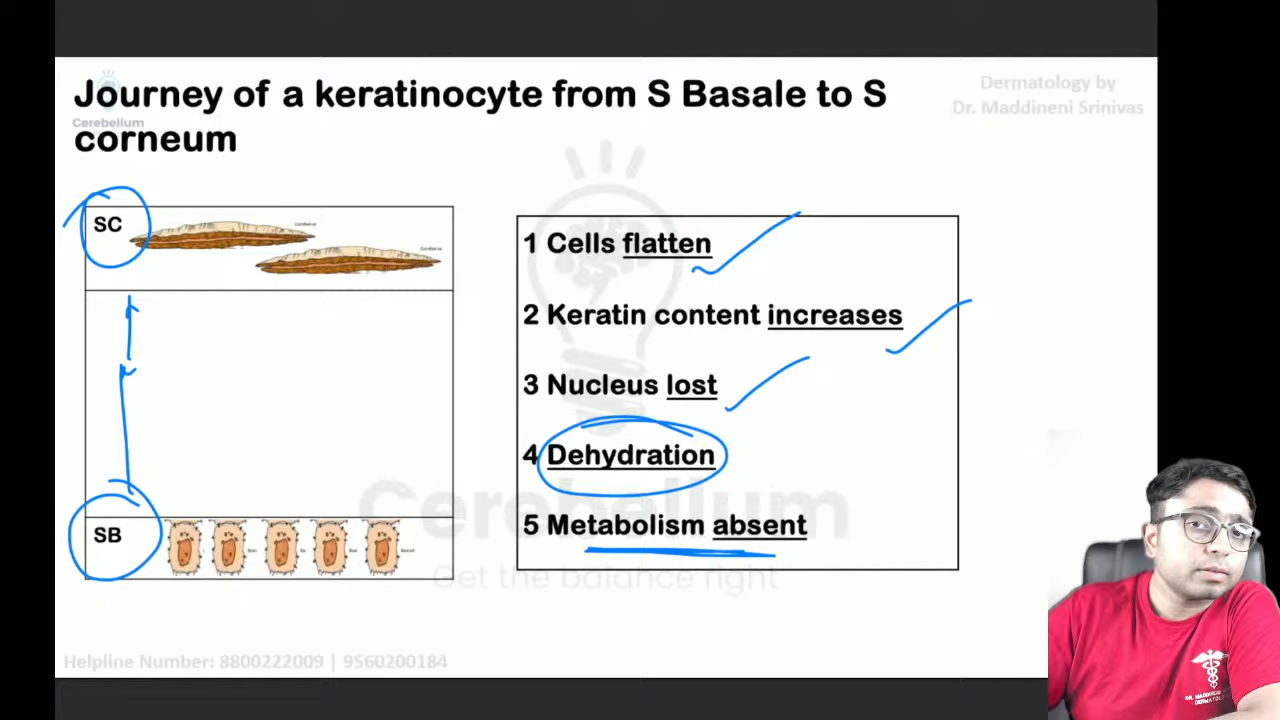 Journey of a keratinocyte from S Basale to S
corneum
Cerebellum
Dermatology by
Dr. Maddineni Srinivas
SC
SB
1 Cells flatten
2 Keratin content increases
3 Nucleus lost
4 Dehydration
5 Metabolism absent
Cerebellum
Get the balance right
Helpline Number: 8800222009 | 9560200184